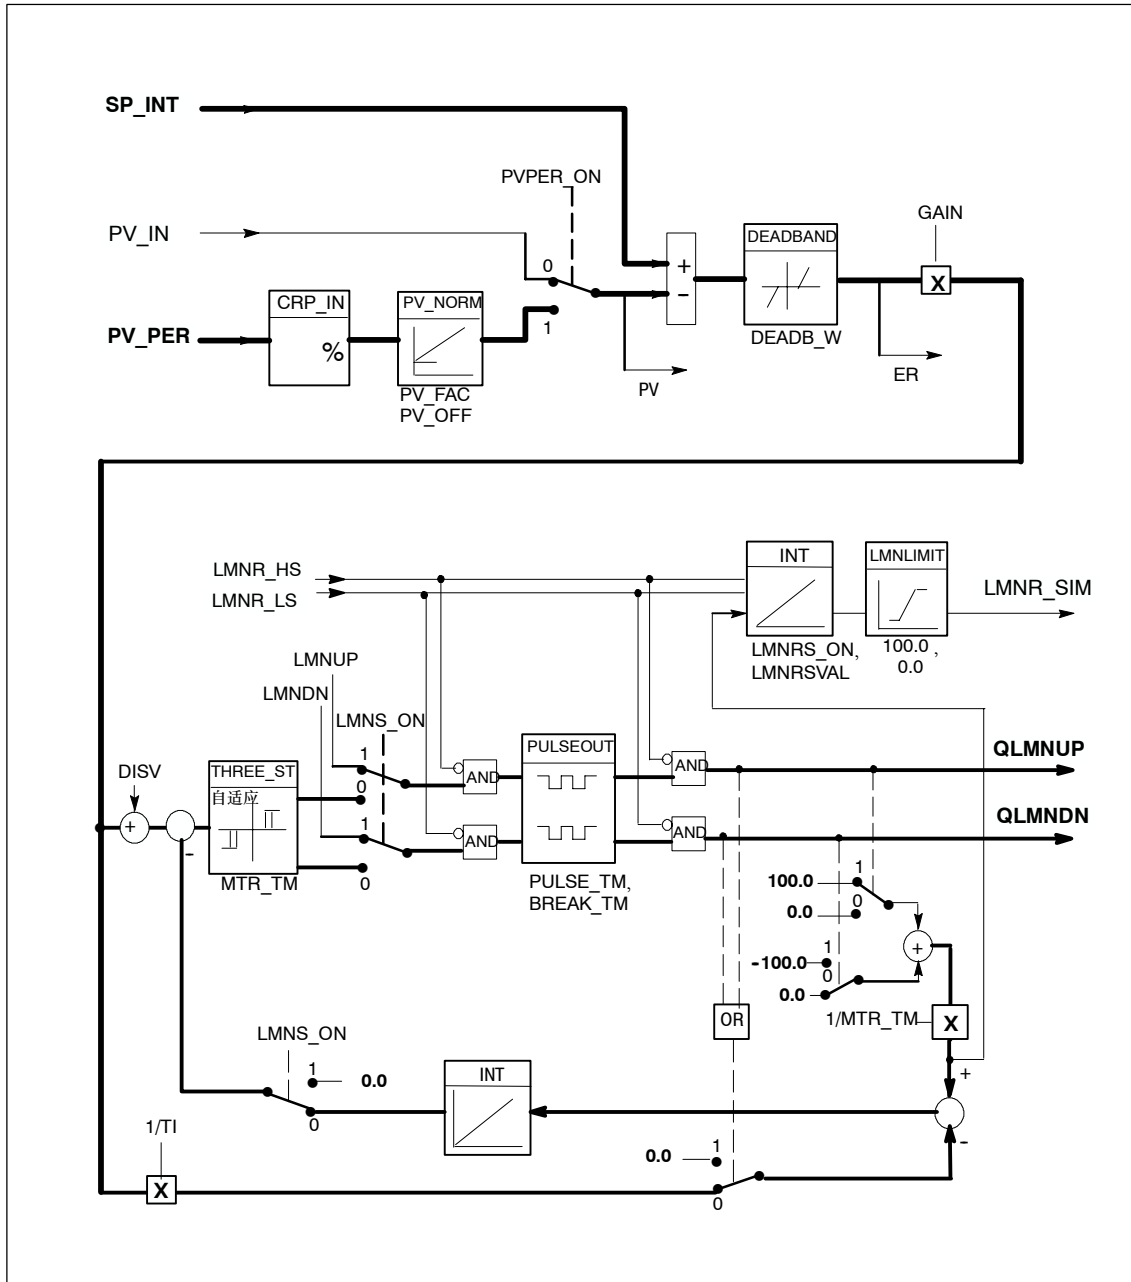 SP_INT
PVPER_ON
GAIN
PV_IN
DEADBAND
0
+
-
X
CRP_IN
PV_NORM
PV_PER
%
1
DEADB_W
PV_FAC
PV_OFF
PV
ER
LMNR_HS
LMNR_LS
INT
LMNLIMIT
LMNR_SIM
LMNRS_ON,
LMNRSVAL
100.0 ,
0.0
LMNUP
LMNDN
LMNS_ON
PULSEOUT
QLMNUP
1
0
AND
AND
DISV
THREE_ST
自适应
+
-
1
0
AND
AND
QLMNDN
MTR_TM
PULSE_TM,
BREAK_TM
100.0
1
0
0.0
+
-100.0
1
0
0.0
OR
1/MTR_TM
X
LMNS_ON
1
0.0
0
INT
+
-
1/TI
X
0.0
1
0